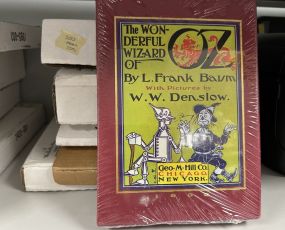 The WON-
DERFUL
WIZARD
OF OZ
By L. Frank Baum
With Pictures by
W. W. Denslow.
Geo. M. Hill Co.
CHICAGO
NEW YORK.